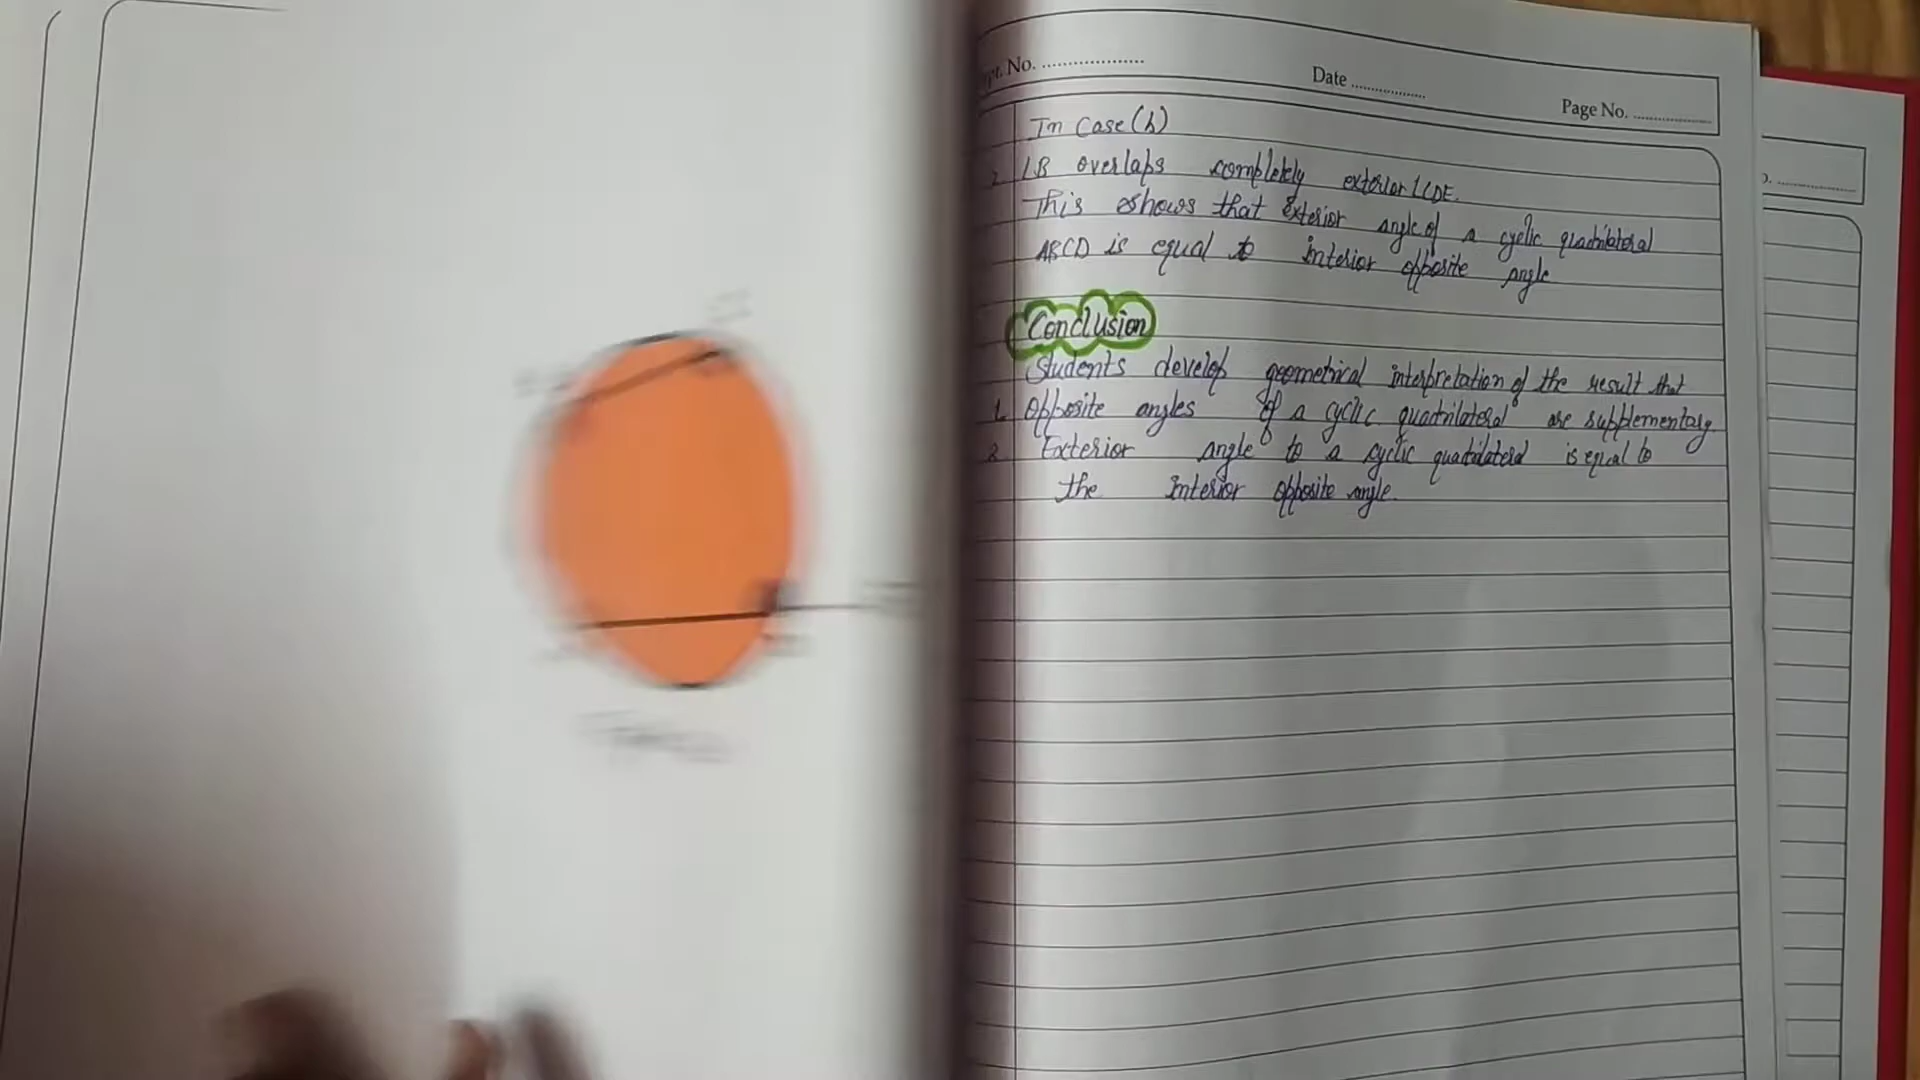 pt. No. ....................
Date ..................
Page No. ..................
In Case (b)
2. ∠B overlaps completely exterior ∠CDE.
This shows that Exterior angle of a cyclic quadrilateral
ABCD is equal to interior opposite angle
Conclusion
Students develop geometrical interpretation of the result that
1. Opposite angles of a cyclic quadrilateral are supplementary.
2. Exterior angle to a cyclic quadrilateral is equal to
the interior opposite angle.